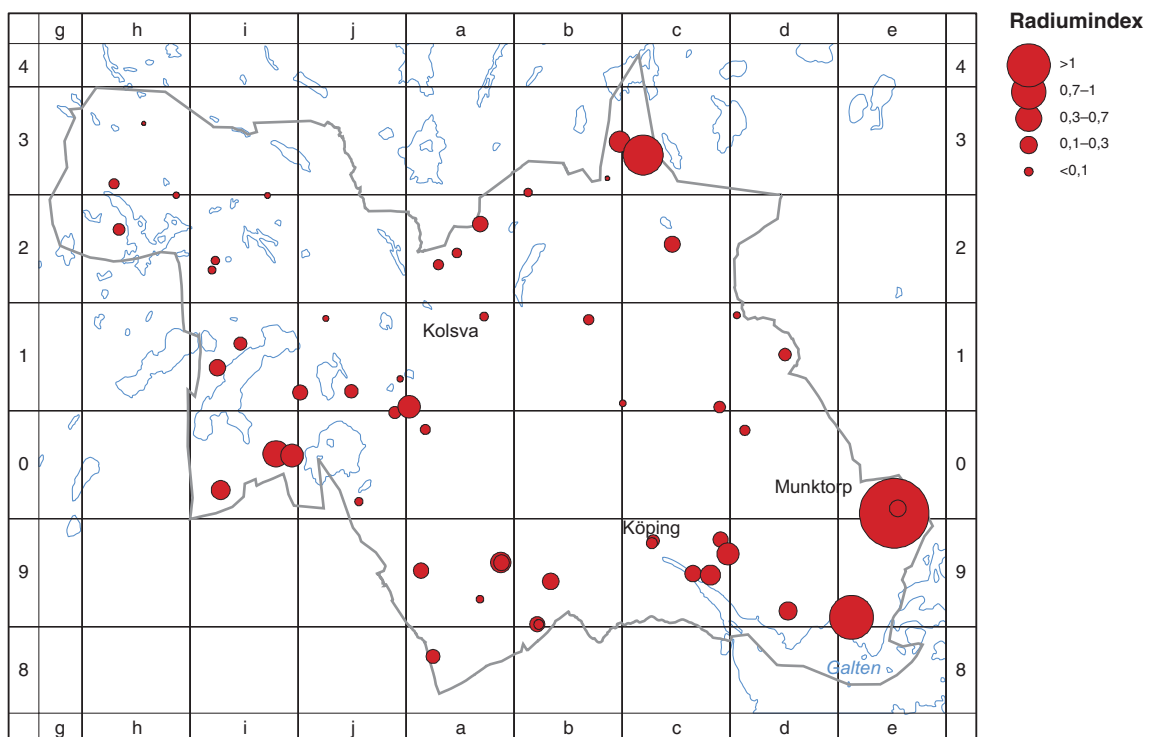 g h i j a b c d e
Radiumindex
>1
0,7–1
0,3–0,7
0,1–0,3
<0,1
4 4
3 3
2 2
Kolsva
1 1
0 0
Munktorp
Köping
9 9
Galten
8 8
g h i j a b c d e